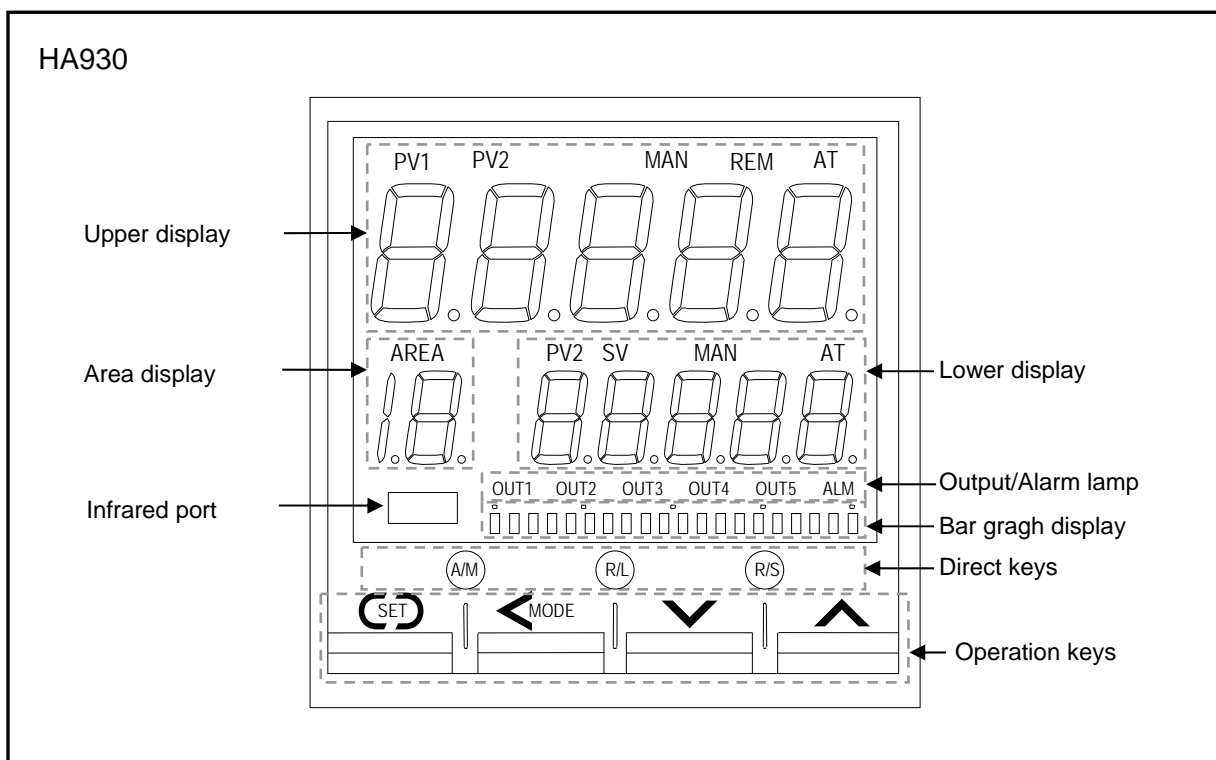 HA930
PV1 PV2 MAN REM AT
Upper display
AREA PV2 SV MAN AT
Area display
Lower display
OUT1 OUT2 OUT3 OUT4 OUT5 ALM
Output/Alarm lamp
Infrared port
Bar gragh display
A/M R/L R/S
Direct keys
SET MODE
Operation keys